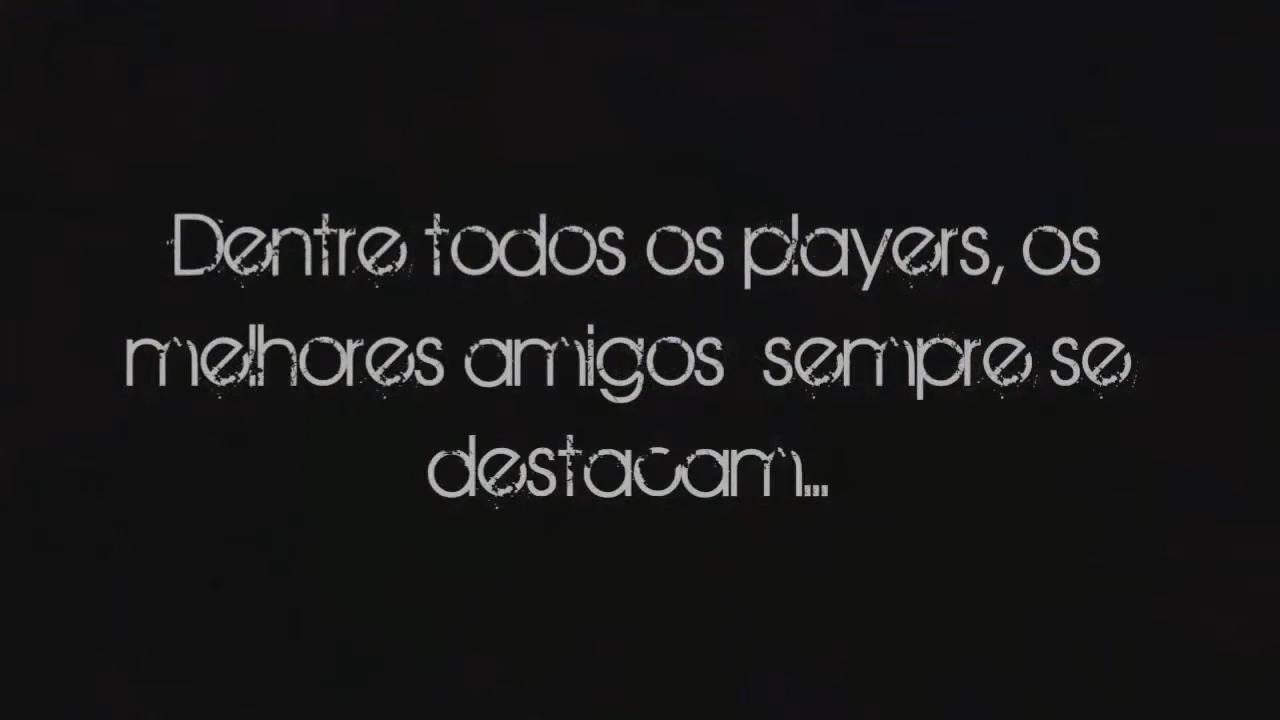 Dentre todos os players, os
melhores amigos sempre se
destacam...